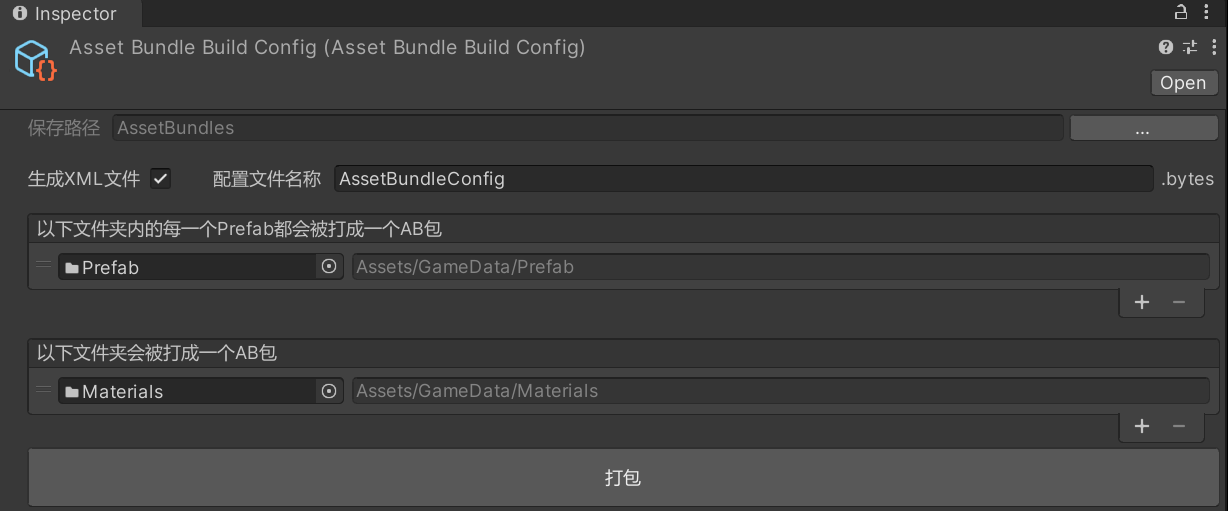 Inspector
Asset Bundle Build Config (Asset Bundle Build Config)
Open
保存路径 AssetBundles ...
生成XML文件 配置文件名称 AssetBundleConfig .bytes
以下文件夹内的每一个Prefab都会被打成一个AB包
Prefab Assets/GameData/Prefab
+ −
以下文件夹会被打成一个AB包
Materials Assets/GameData/Materials
+ −
打包